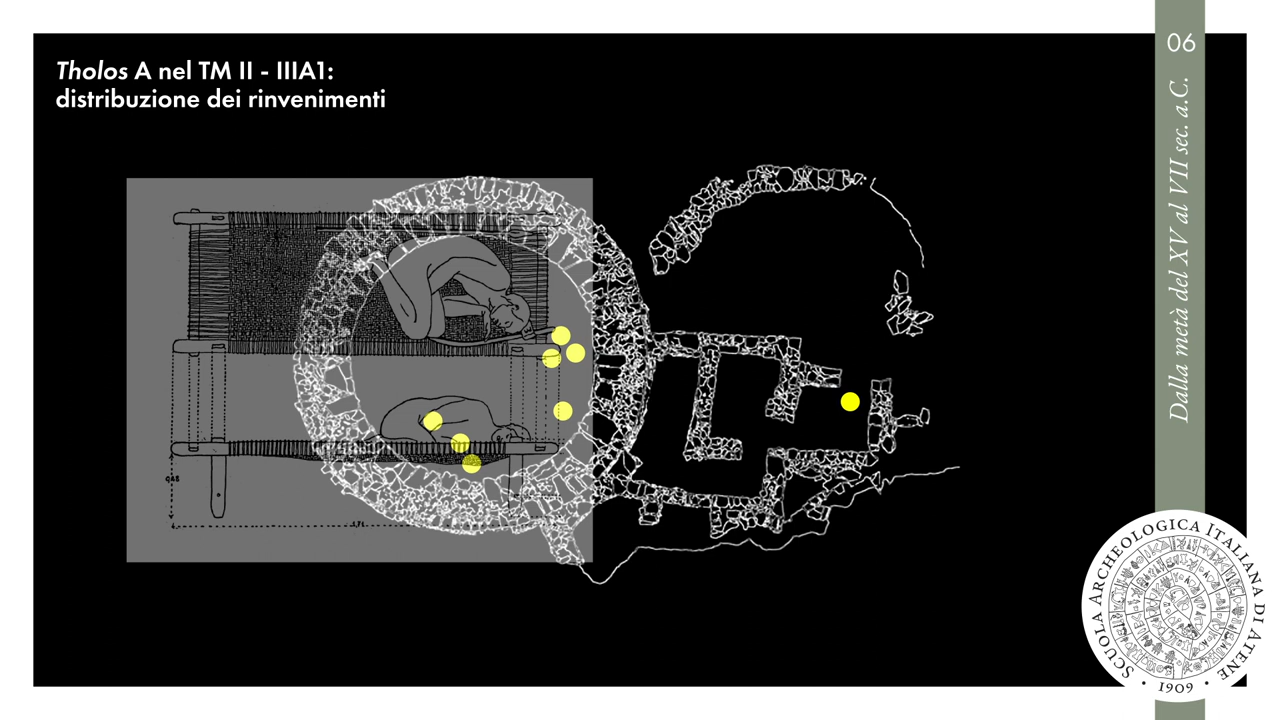 Tholos A nel TM II - IIIA1:
distribuzione dei rinvenimenti
06
Dalla metà del XV al VII sec. a.C.
SCUOLA ARCHEOLOGICA ITALIANA DI ATENE
• 1909 •